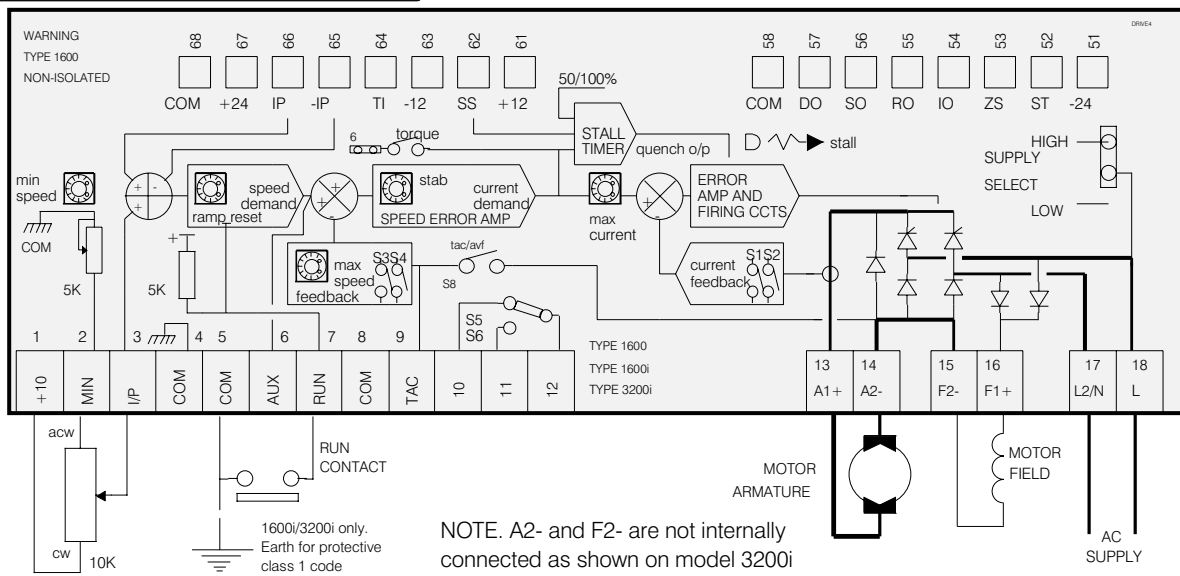 WARNING
TYPE 1600
NON-ISOLATED
DRIVE4
68 67 66 65 64 63 62 61
COM +24 IP -IP TI -12 SS +12
58 57 56 55 54 53 52 51
COM DO SO RO IO ZS ST -24
50/100%
STALL
TIMER
quench o/p
stall
HIGH
SUPPLY
SELECT
LOW
6
torque
min
speed
+ -
+
speed
demand
ramp reset
+
-
stab
current
demand
SPEED ERROR AMP
max
current
+
-
ERROR
AMP AND
FIRING CCTS
COM
5K
+
5K
max
speed
feedback
S3S4
tac/avf
S8
current
feedback
S1S2
S5
S6
1 2 3 4 5 6 7 8 9
+10 MIN I/P COM COM AUX RUN COM TAC 10 11 12
TYPE 1600
TYPE 1600i
TYPE 3200i
13 14 15 16 17 18
A1+ A2- F2- F1+ L2/N L
acw
cw
10K
RUN
CONTACT
1600i/3200i only.
Earth for protective
class 1 code
MOTOR
ARMATURE
MOTOR
FIELD
AC
SUPPLY
NOTE. A2- and F2- are not internally
connected as shown on model 3200i